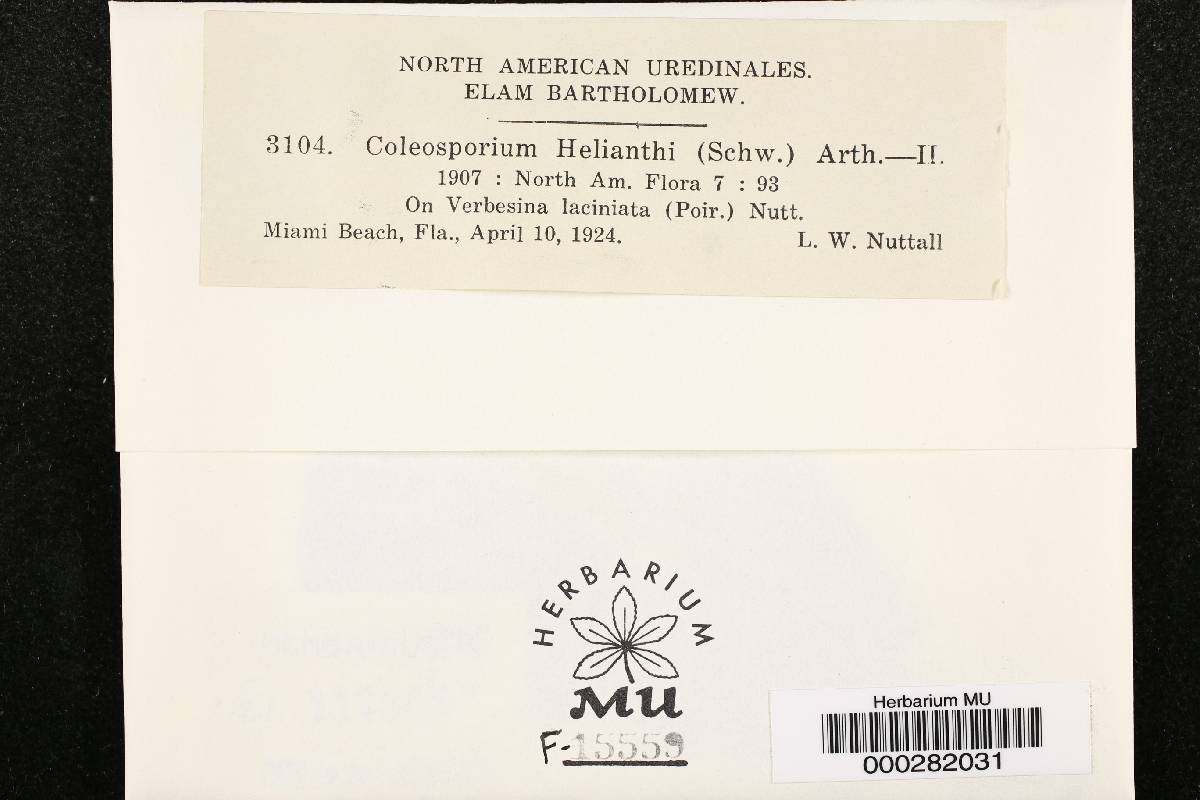 NORTH AMERICAN UREDINALES.
ELAM BARTHOLOMEW.
3104. Coleosporium Helianthi (Schw.) Arth.—II.
1907 : North Am. Flora 7 : 93
On Verbesina laciniata (Poir.) Nutt.
Miami Beach, Fla., April 10, 1924. L. W. Nuttall
HERBARIUM
MU
F-15559
Herbarium MU
000282031